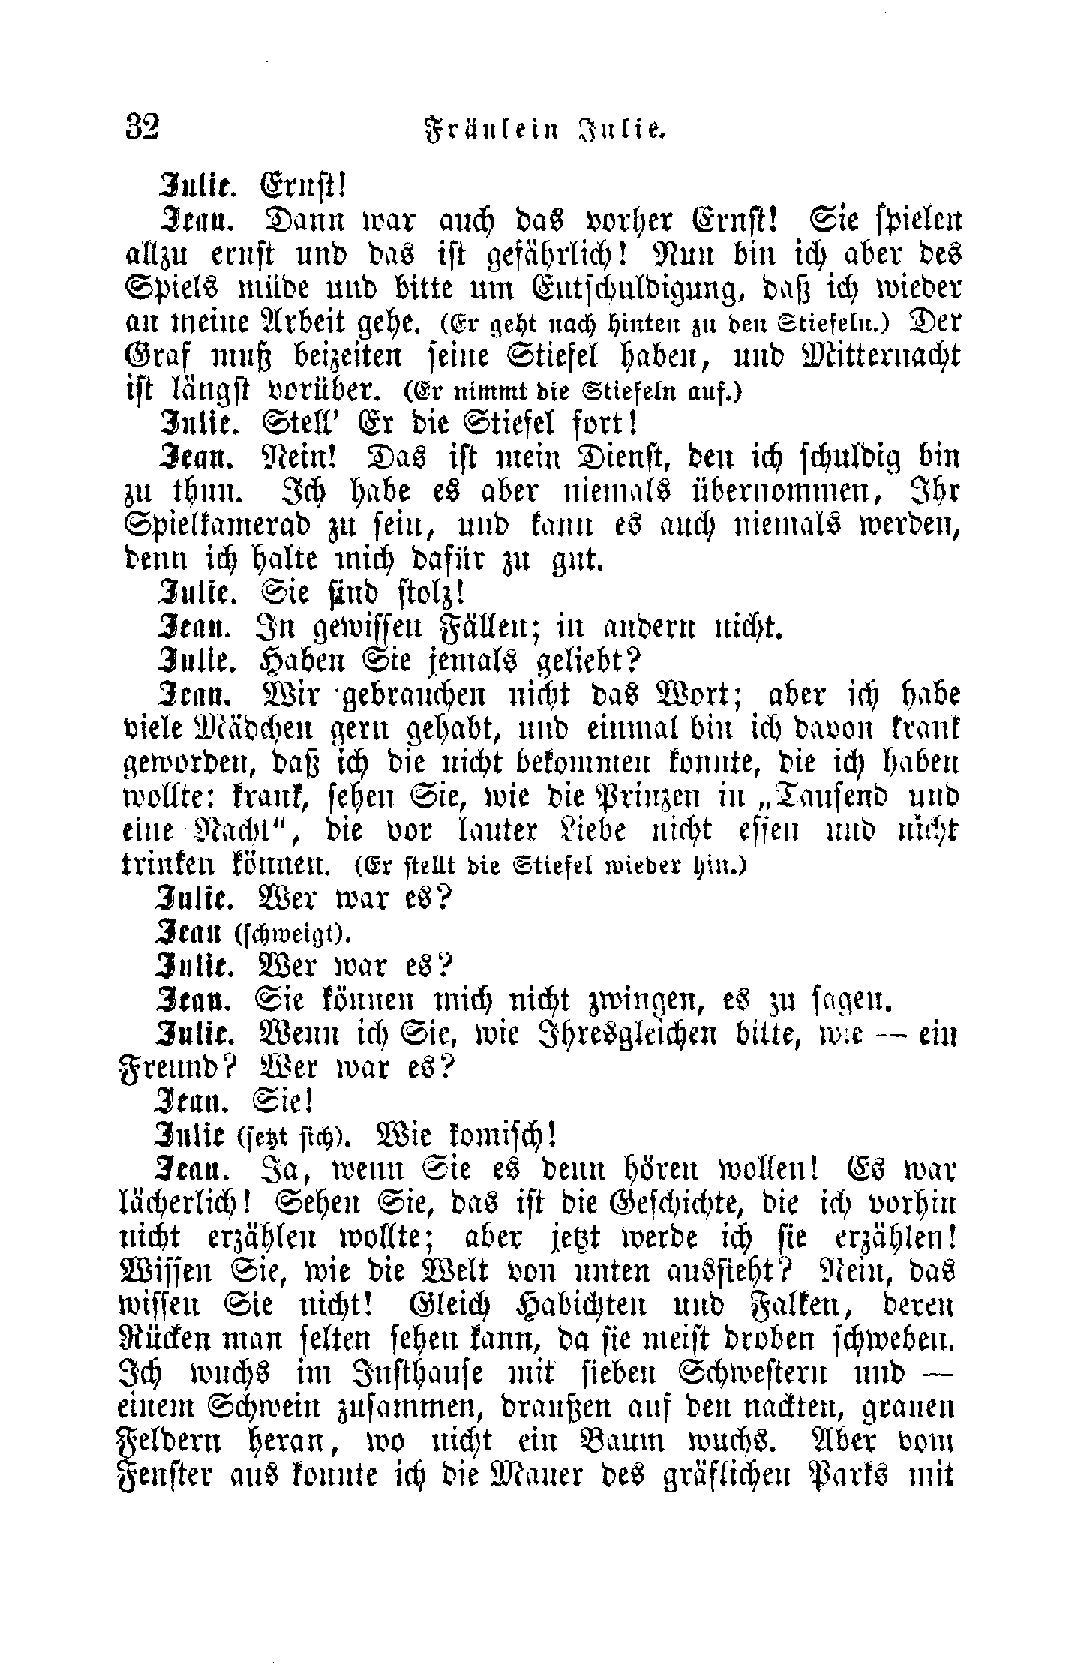 32 Fräulein Julie.
Julie. Ernst!
Jean. Dann war auch das vorher Ernst! Sie spielen
allzu ernst und das ist gefährlich! Nun bin ich aber des
Spiels müde und bitte um Entschuldigung, daß ich wieder
an meine Arbeit gehe. (Er geht nach hinten zu den Stiefeln.) Der
Graf muß beizeiten seine Stiefel haben, und Mitternacht
ist längst vorüber. (Er nimmt die Stiefeln auf.)
Julie. Stell' Er die Stiefel fort!
Jean. Nein! Das ist mein Dienst, den ich schuldig bin
zu thun. Ich habe es aber niemals übernommen, Ihr
Spielkamerad zu sein, und kann es auch niemals werden,
denn ich halte mich dafür zu gut.
Julie. Sie sind stolz!
Jean. In gewissen Fällen; in andern nicht.
Julie. Haben Sie jemals geliebt?
Jean. Wir gebrauchen nicht das Wort; aber ich habe
viele Mädchen gern gehabt, und einmal bin ich davon krank
geworden, daß ich die nicht bekommen konnte, die ich haben
wollte: krank, sehen Sie, wie die Prinzen in „Tausend und
eine Nacht", die vor lauter Liebe nicht essen und nicht
trinken können. (Er stellt die Stiefel wieder hin.)
Julie. Wer war es?
Jean (schweigt).
Julie. Wer war es?
Jean. Sie können mich nicht zwingen, es zu sagen.
Julie. Wenn ich Sie, wie Ihresgleichen bitte, wie — ein
Freund? Wer war es?
Jean. Sie!
Julie (setzt sich). Wie komisch!
Jean. Ja, wenn Sie es denn hören wollen! Es war
lächerlich! Sehen Sie, das ist die Geschichte, die ich vorhin
nicht erzählen wollte; aber jetzt werde ich sie erzählen!
Wissen Sie, wie die Welt von unten aussieht? Nein, das
wissen Sie nicht! Gleich Habichten und Falken, deren
Rücken man selten sehen kann, da sie meist droben schweben.
Ich wuchs im Insthause mit sieben Schwestern und —
einem Schwein zusammen, draußen auf den nackten, grauen
Feldern heran, wo nicht ein Baum wuchs. Aber vom
Fenster aus konnte ich die Mauer des gräflichen Parks mit